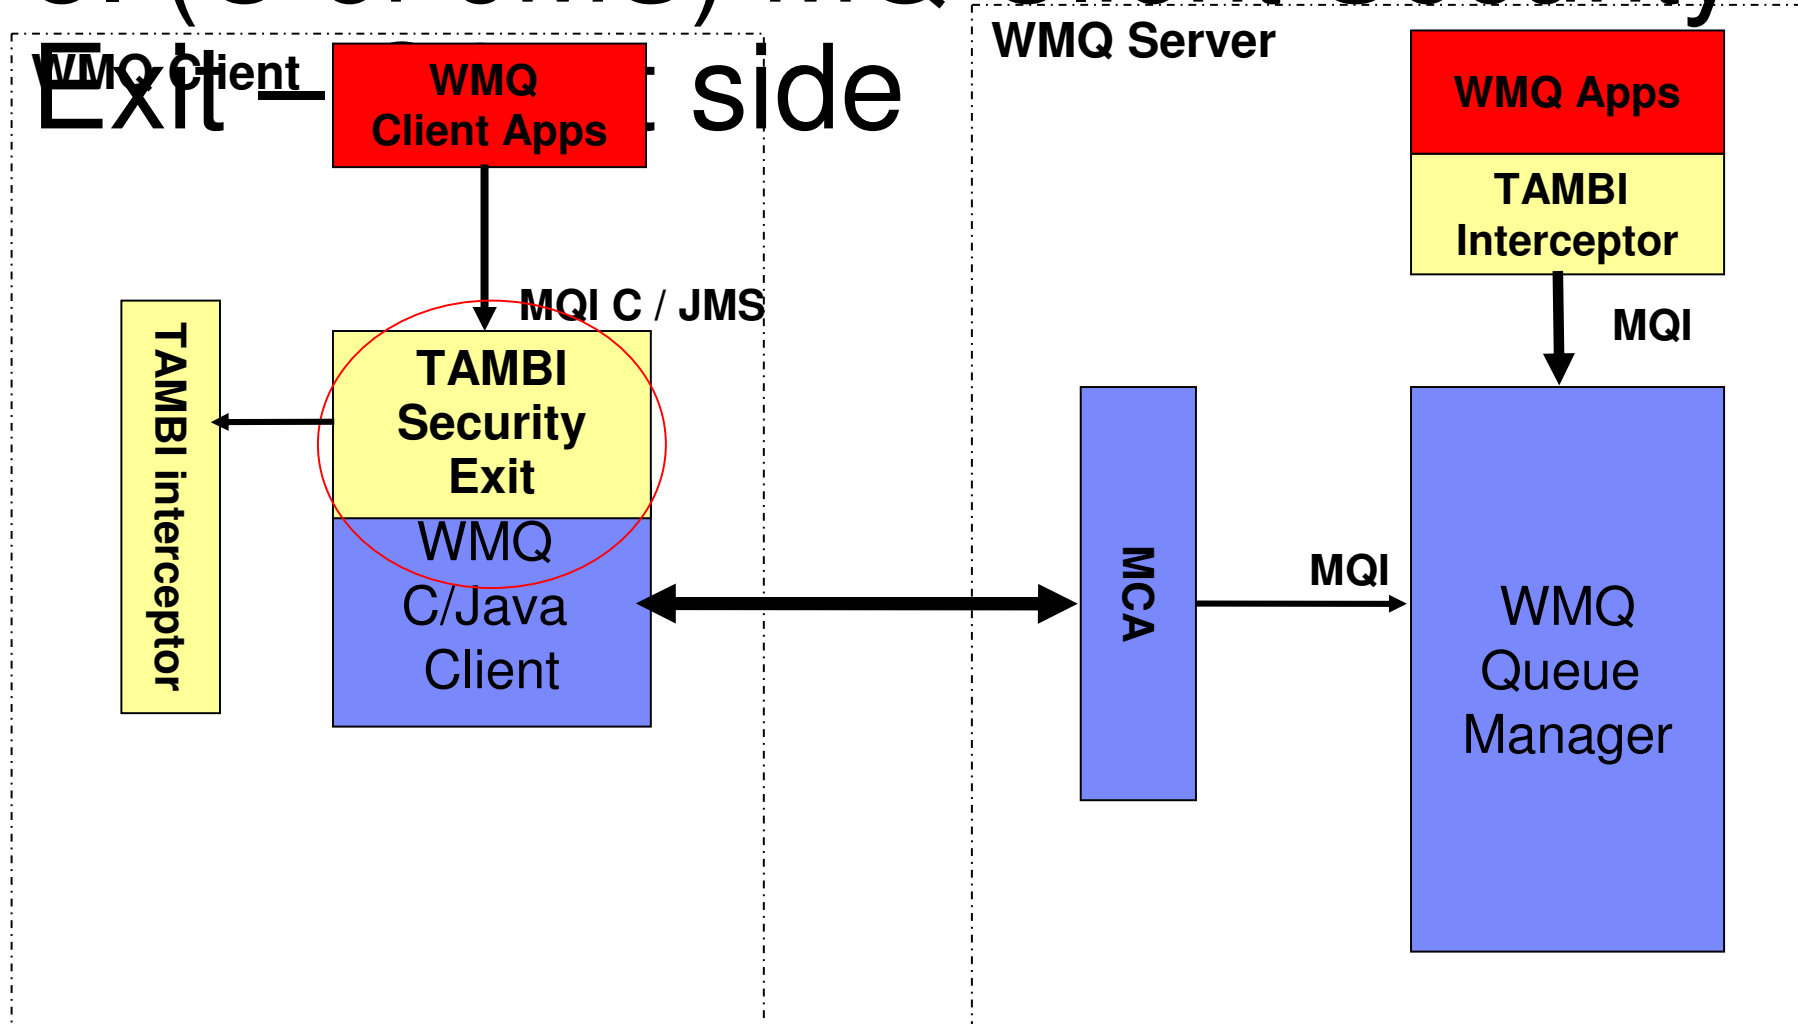 Exit – side
WMQ Client
WMQ
Client Apps
MQI C / JMS
TAMBI interceptor
TAMBI
Security
Exit
WMQ
C/Java
Client
WMQ Server
WMQ Apps
TAMBI
Interceptor
MQI
MCA
MQI
WMQ
Queue
Manager